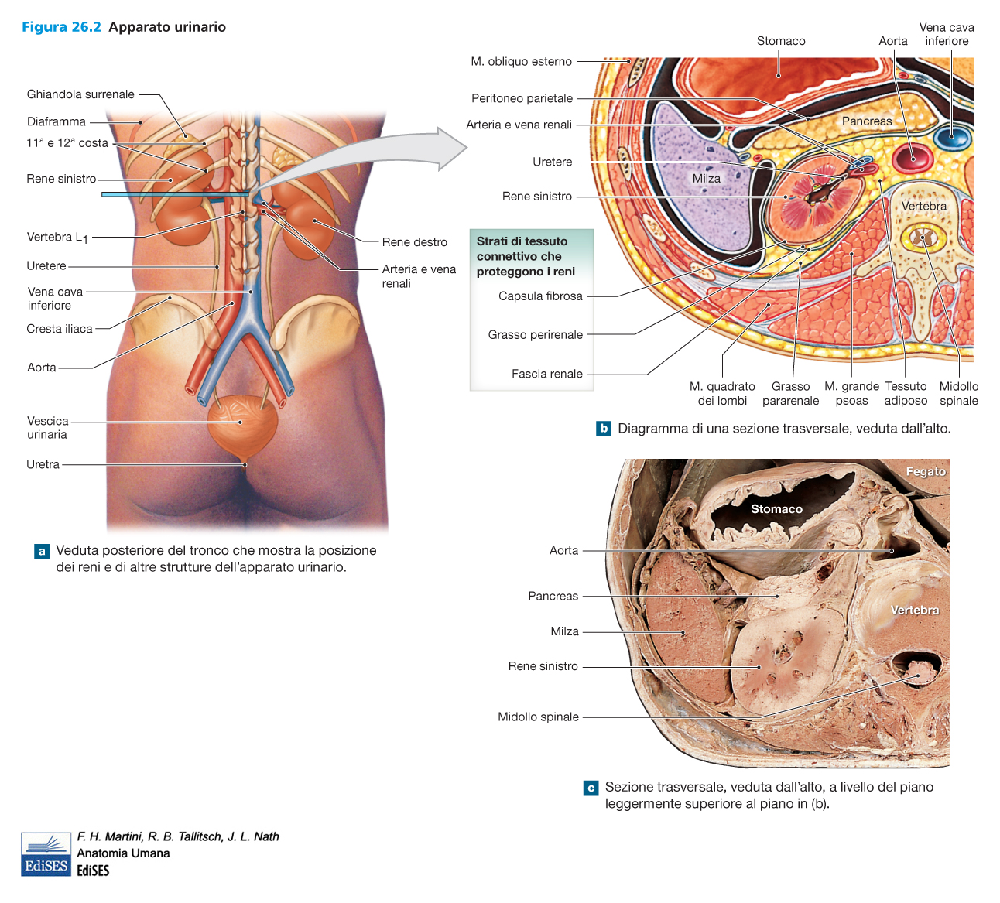 Figura 26.2 Apparato urinario
Ghiandola surrenale
Diaframma
11ª e 12ª costa
Rene sinistro
Vertebra L1
Uretere
Vena cava
inferiore
Cresta iliaca
Aorta
Vescica
urinaria
Uretra
Rene destro
Arteria e vena
renali
a Veduta posteriore del tronco che mostra la posizione
dei reni e di altre strutture dell'apparato urinario.
Stomaco
Aorta
Vena cava
inferiore
M. obliquo esterno
Peritoneo parietale
Arteria e vena renali
Uretere
Rene sinistro
Pancreas
Milza
Vertebra
Strati di tessuto
connettivo che
proteggono i reni
Capsula fibrosa
Grasso perirenale
Fascia renale
M. quadrato
dei lombi
Grasso
pararenale
M. grande
psoas
Tessuto
adiposo
Midollo
spinale
b Diagramma di una sezione trasversale, veduta dall'alto.
Fegato
Stomaco
Aorta
Pancreas
Vertebra
Milza
Rene sinistro
Midollo spinale
c Sezione trasversale, veduta dall'alto, a livello del piano
leggermente superiore al piano in (b).
F. H. Martini, R. B. Tallitsch, J. L. Nath
Anatomia Umana
EdiSES
EdiSES